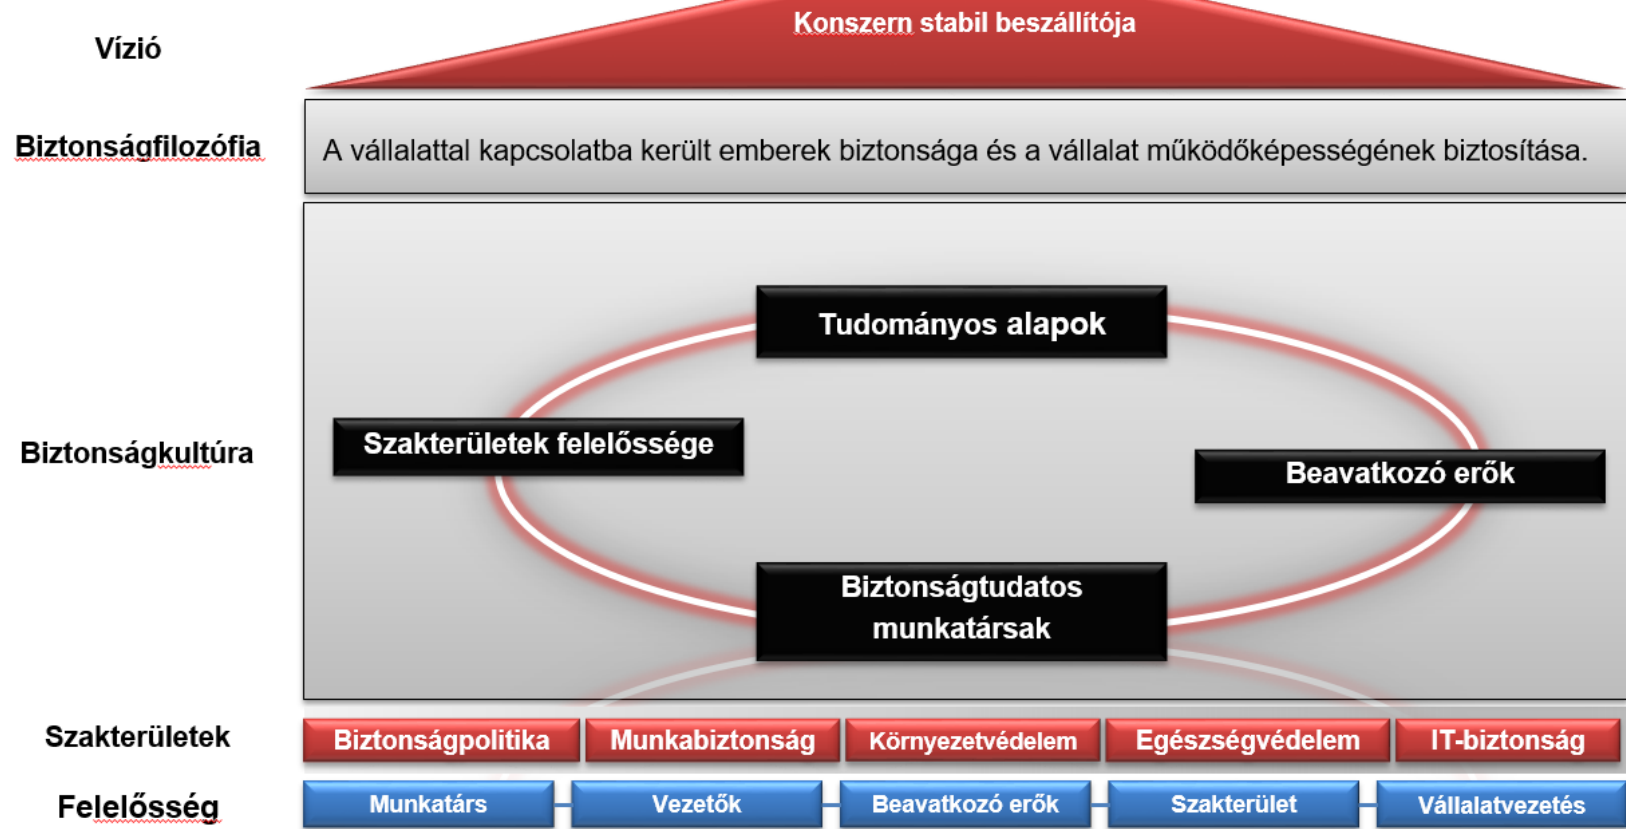 Konszern stabil beszállítója
Vízió
Biztonságfilozófia
A vállalattal kapcsolatba került emberek biztonsága és a vállalat működőképességének biztosítása.
Tudományos alapok
Szakterületek felelőssége
Biztonságkultúra
Beavatkozó erők
Biztonságtudatos
munkatársak
Szakterületek
Biztonságpolitika
Munkabiztonság
Környezetvédelem
Egészségvédelem
IT-biztonság
Felelősség
Munkatárs
Vezetők
Beavatkozó erők
Szakterület
Vállalatvezetés